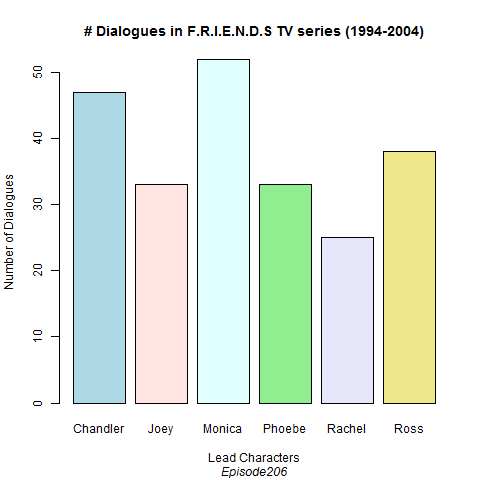 # Dialogues in F.R.I.E.N.D.S TV series (1994-2004)
Number of Dialogues
50
40
30
20
10
0
Chandler Joey Monica Phoebe Rachel Ross
Lead Characters
Episode206